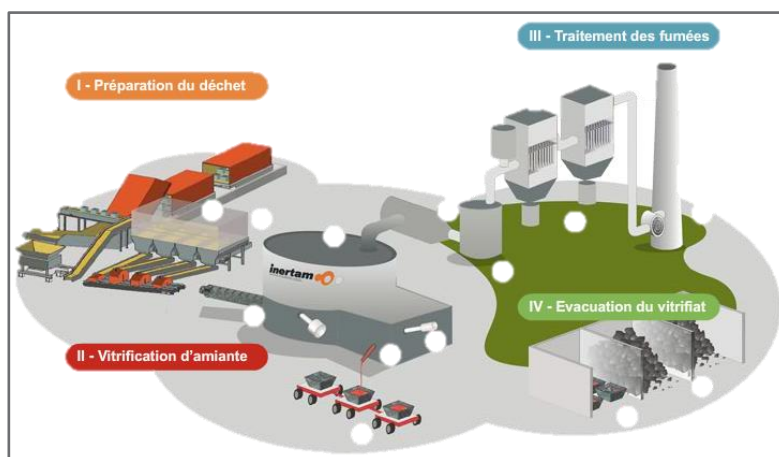 III - Traitement des fumées
I - Préparation du déchet
inertam
IV - Evacuation du vitrifiat
II - Vitrification d'amiante